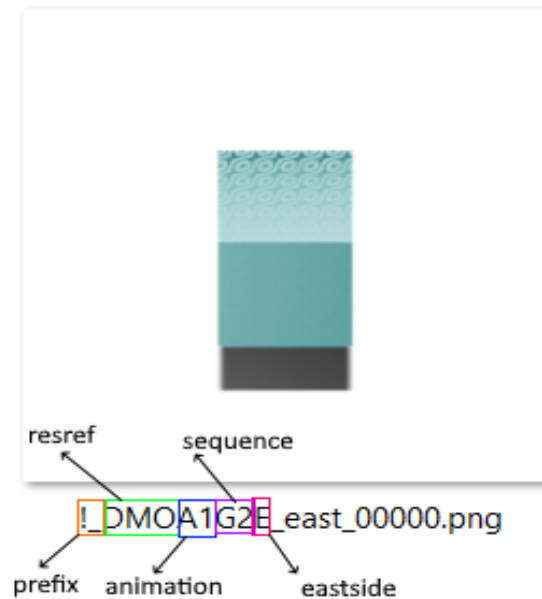 resref
sequence
!_DMOA1G2E_east_00000.png
prefix animation eastside